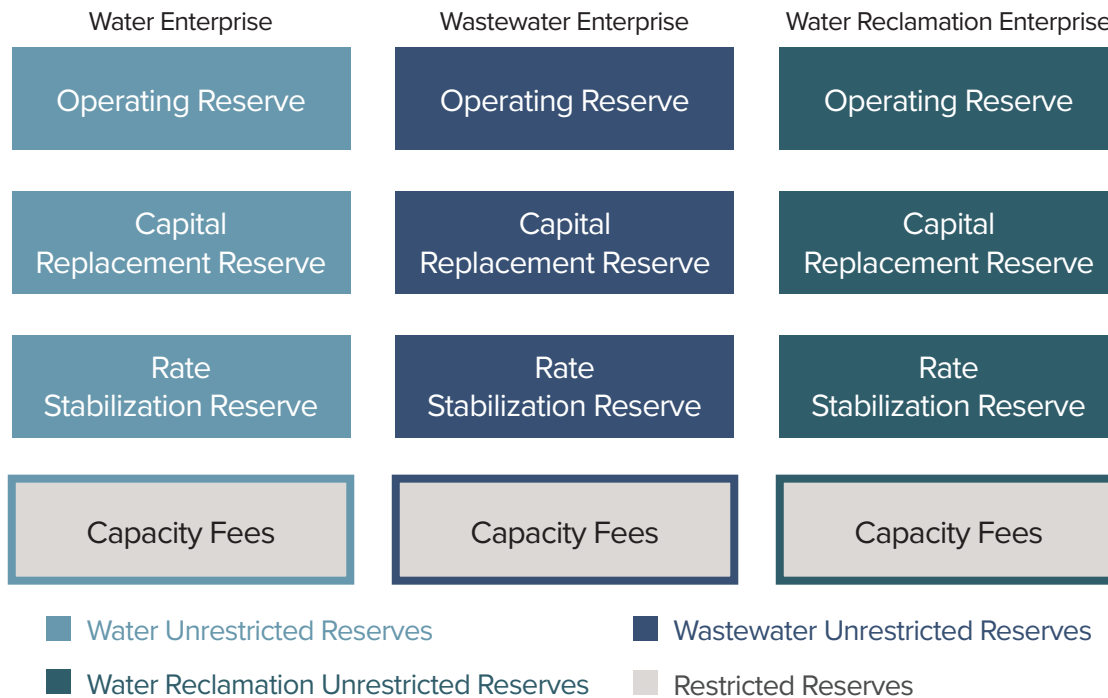 Water Enterprise
Wastewater Enterprise
Water Reclamation Enterprise
Operating Reserve
Operating Reserve
Operating Reserve
Capital
Replacement Reserve
Capital
Replacement Reserve
Capital
Replacement Reserve
Rate
Stabilization Reserve
Rate
Stabilization Reserve
Rate
Stabilization Reserve
Capacity Fees
Capacity Fees
Capacity Fees
Water Unrestricted Reserves
Wastewater Unrestricted Reserves
Water Reclamation Unrestricted Reserves
Restricted Reserves